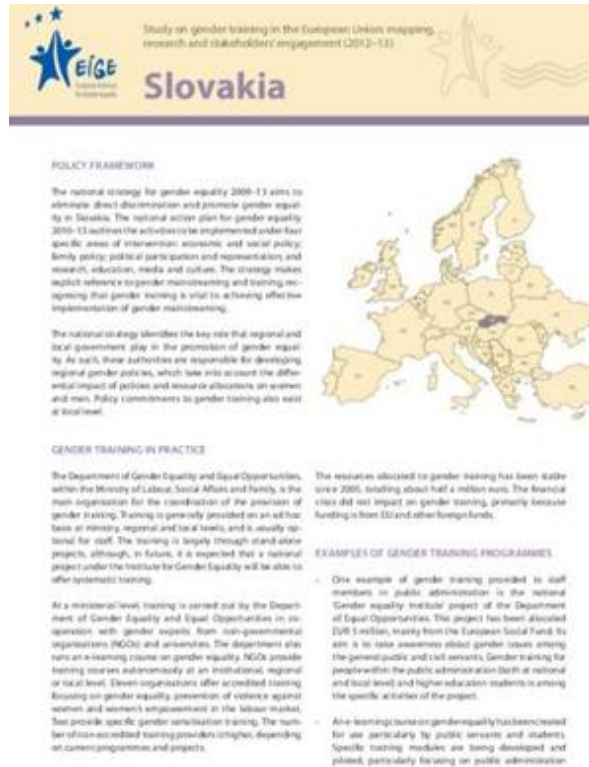 Study on gender training in the European Union: mapping,
research and stakeholders' engagement (2012–13)
EIGE
European Institute
for Gender Equality
Slovakia
POLICY FRAMEWORK
The national strategy for gender equality 2009–13 aims to
eliminate direct discrimination and promote gender equal-
ity in Slovakia. The national action plan for gender equality
2010–13 outlines the activities to be implemented under four
specific areas of intervention: economic and social policy;
family policy; political participation and representation; and
research, education, media and culture. The strategy makes
explicit reference to gender mainstreaming and training, rec-
ognising that gender training is vital to achieving effective
implementation of gender mainstreaming.
The national strategy identifies the key role that regional and
local government play in the promotion of gender equal-
ity. As such, these authorities are responsible for developing
regional gender policies, which take into account the differ-
ential impact of policies and resource allocations on women
and men. Policy commitments to gender training also exist
at local level.
GENDER TRAINING IN PRACTICE
The Department of Gender Equality and Equal Opportunities,
within the Ministry of Labour, Social Affairs and Family, is the
main organisation for the coordination of the provision of
gender training. Training is generally provided on an ad hoc
basis at ministry, regional and local levels, and is usually op-
tional for staff. The training is largely through stand-alone
projects, although, in future, it is expected that a national
project under the Institute for Gender Equality will be able to
offer systematic training.
At a ministerial level, training is carried out by the Depart-
ment of Gender Equality and Equal Opportunities in co-
operation with gender experts from non-governmental
organisations (NGOs) and universities. The department also
runs an e-learning course on gender equality. NGOs provide
training courses autonomously at an institutional, regional
or local level. Eleven organisations offer accredited training
focusing on gender equality, prevention of violence against
women and women's empowerment in the labour market.
Two provide specific gender sensitisation training. The num-
ber of non-accredited training providers is higher, depending
on current programmes and projects.
The resources allocated to gender training has been stable
since 2005, totalling about half a million euro. The financial
crisis did not impact on gender training, primarily because
funding is from EU and other foreign funds.
EXAMPLES OF GENDER TRAINING PROGRAMMES
- One example of gender training provided to staff
members in public administration is the national
'Gender equality institute' project of the Department
of Equal Opportunities. This project has been allocated
EUR 5 million, mainly from the European Social Fund. Its
aim is to raise awareness about gender issues among
the general public and civil servants. Gender training for
people within the public administration (both at national
and local level) and higher education students is among
the specific activities of the project.
- An e-learning course on gender equality has been created
for use particularly by public servants and students.
Specific training modules are being developed and
piloted, particularly focusing on public administration